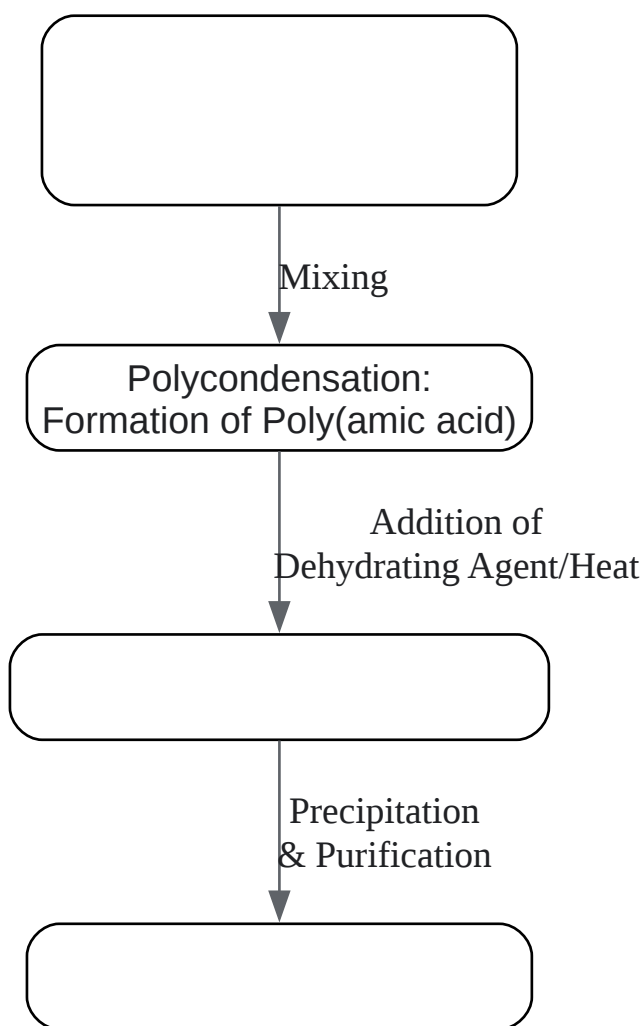 Mixing
Polycondensation:
Formation of Poly(amic acid)
Addition of
Dehydrating Agent/Heat
Precipitation
& Purification